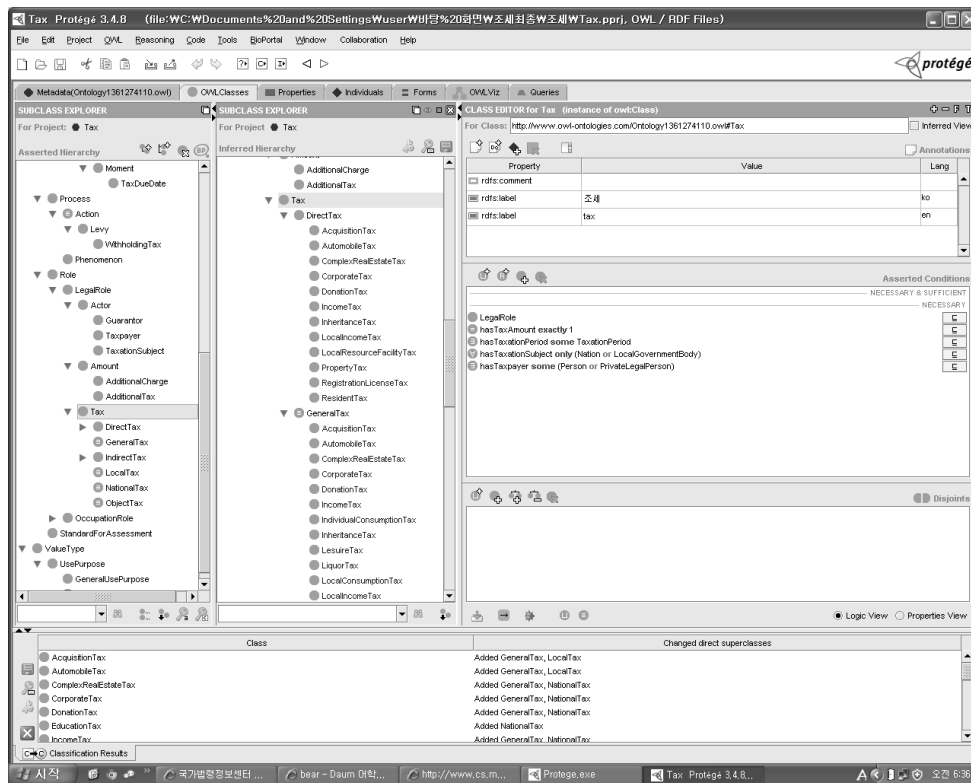 Tax Protégé 3.4.8 (file:₩C:₩Documents%20and%20Settings₩user₩바탕%20화면₩조세최종₩조세₩Tax.pprj, OWL / RDF Files)
File Edit Project OWL Reasoning Code Tools BioPortal Window Collaboration Help
protégé
Metadata(Ontology1361274110.owl) OWLClasses Properties Individuals Forms OWLViz Queries
SUBCLASS EXPLORER
For Project: Tax
Asserted Hierarchy
Moment
TaxDueDate
Process
Action
Levy
WithholdingTax
Phenomenon
Role
LegalRole
Actor
Guarantor
Taxpayer
TaxationSubject
Amount
AdditionalCharge
AdditionalTax
Tax
DirectTax
GeneralTax
IndirectTax
LocalTax
NationalTax
ObjectTax
OccupationRole
StandardForAssessment
ValueType
UsePurpose
GeneralUsePurpose
SUBCLASS EXPLORER
For Project Tax
Inferred Hierarchy
AdditionalCharge
AdditionalTax
Tax
DirectTax
AcquisitionTax
AutomobileTax
ComplexRealEstateTax
CorporateTax
DonationTax
IncomeTax
InheritanceTax
LocalIncomeTax
LocalResourceFacilityTax
PropertyTax
RegistrationLicenseTax
ResidentTax
GeneralTax
AcquisitionTax
AutomobileTax
ComplexRealEstateTax
CorporateTax
DonationTax
IncomeTax
IndividualConsumptionTax
InheritanceTax
LesuireTax
LiquorTax
LocalConsumptionTax
LocalIncomeTax
CLASS EDITOR for Tax (instance of owl:Class)
For Class: http://www.owl-ontologies.com/Ontology1361274110.owl#Tax Inferred View
Annotations
Property Value Lang
rdfs:comment
rdfs:label 조세 ko
rdfs:label tax en
Asserted Conditions
NECESSARY & SUFFICIENT
NECESSARY
LegalRole
hasTaxAmount exactly 1
hasTaxationPeriod some TaxationPeriod
hasTaxationSubject only (Nation or LocalGovernmentBody)
hasTaxpayer some (Person or PrivateLegalPerson)
Disjoints
Logic View Properties View
Class Changed direct superclasses
AcquisitionTax Added GeneralTax, LocalTax
AutomobileTax Added GeneralTax, LocalTax
ComplexRealEstateTax Added GeneralTax, NationalTax
CorporateTax Added GeneralTax, NationalTax
DonationTax Added GeneralTax, NationalTax
EducationTax Added NationalTax
IncomeTax Added GeneralTax, NationalTax
Classification Results
시작 국가법령정보센터 ... bear - Daum 어학... http://www.cs.m... Protege.exe Tax Protégé 3.4.8... A 오전 6:36